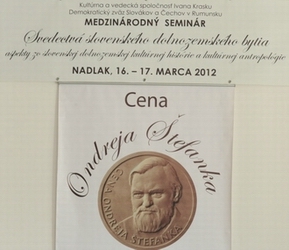 Kultúrna a vedecká spoločnosť Ivana Krasku
Demokratický zväz Slovákov a Čechov v Rumunsku
MEDZINÁRODNÝ SEMINÁR
Svedectvá slovenského dolnozemského bytia
aspekty zo slovenskej dolnozemskej kultúrnej histórie a kultúrnej antropológie
NADLAK, 16. – 17. MARCA 2012
Cena
Ondreja Štefanka
CENA ONDREJA ŠTEFANKA